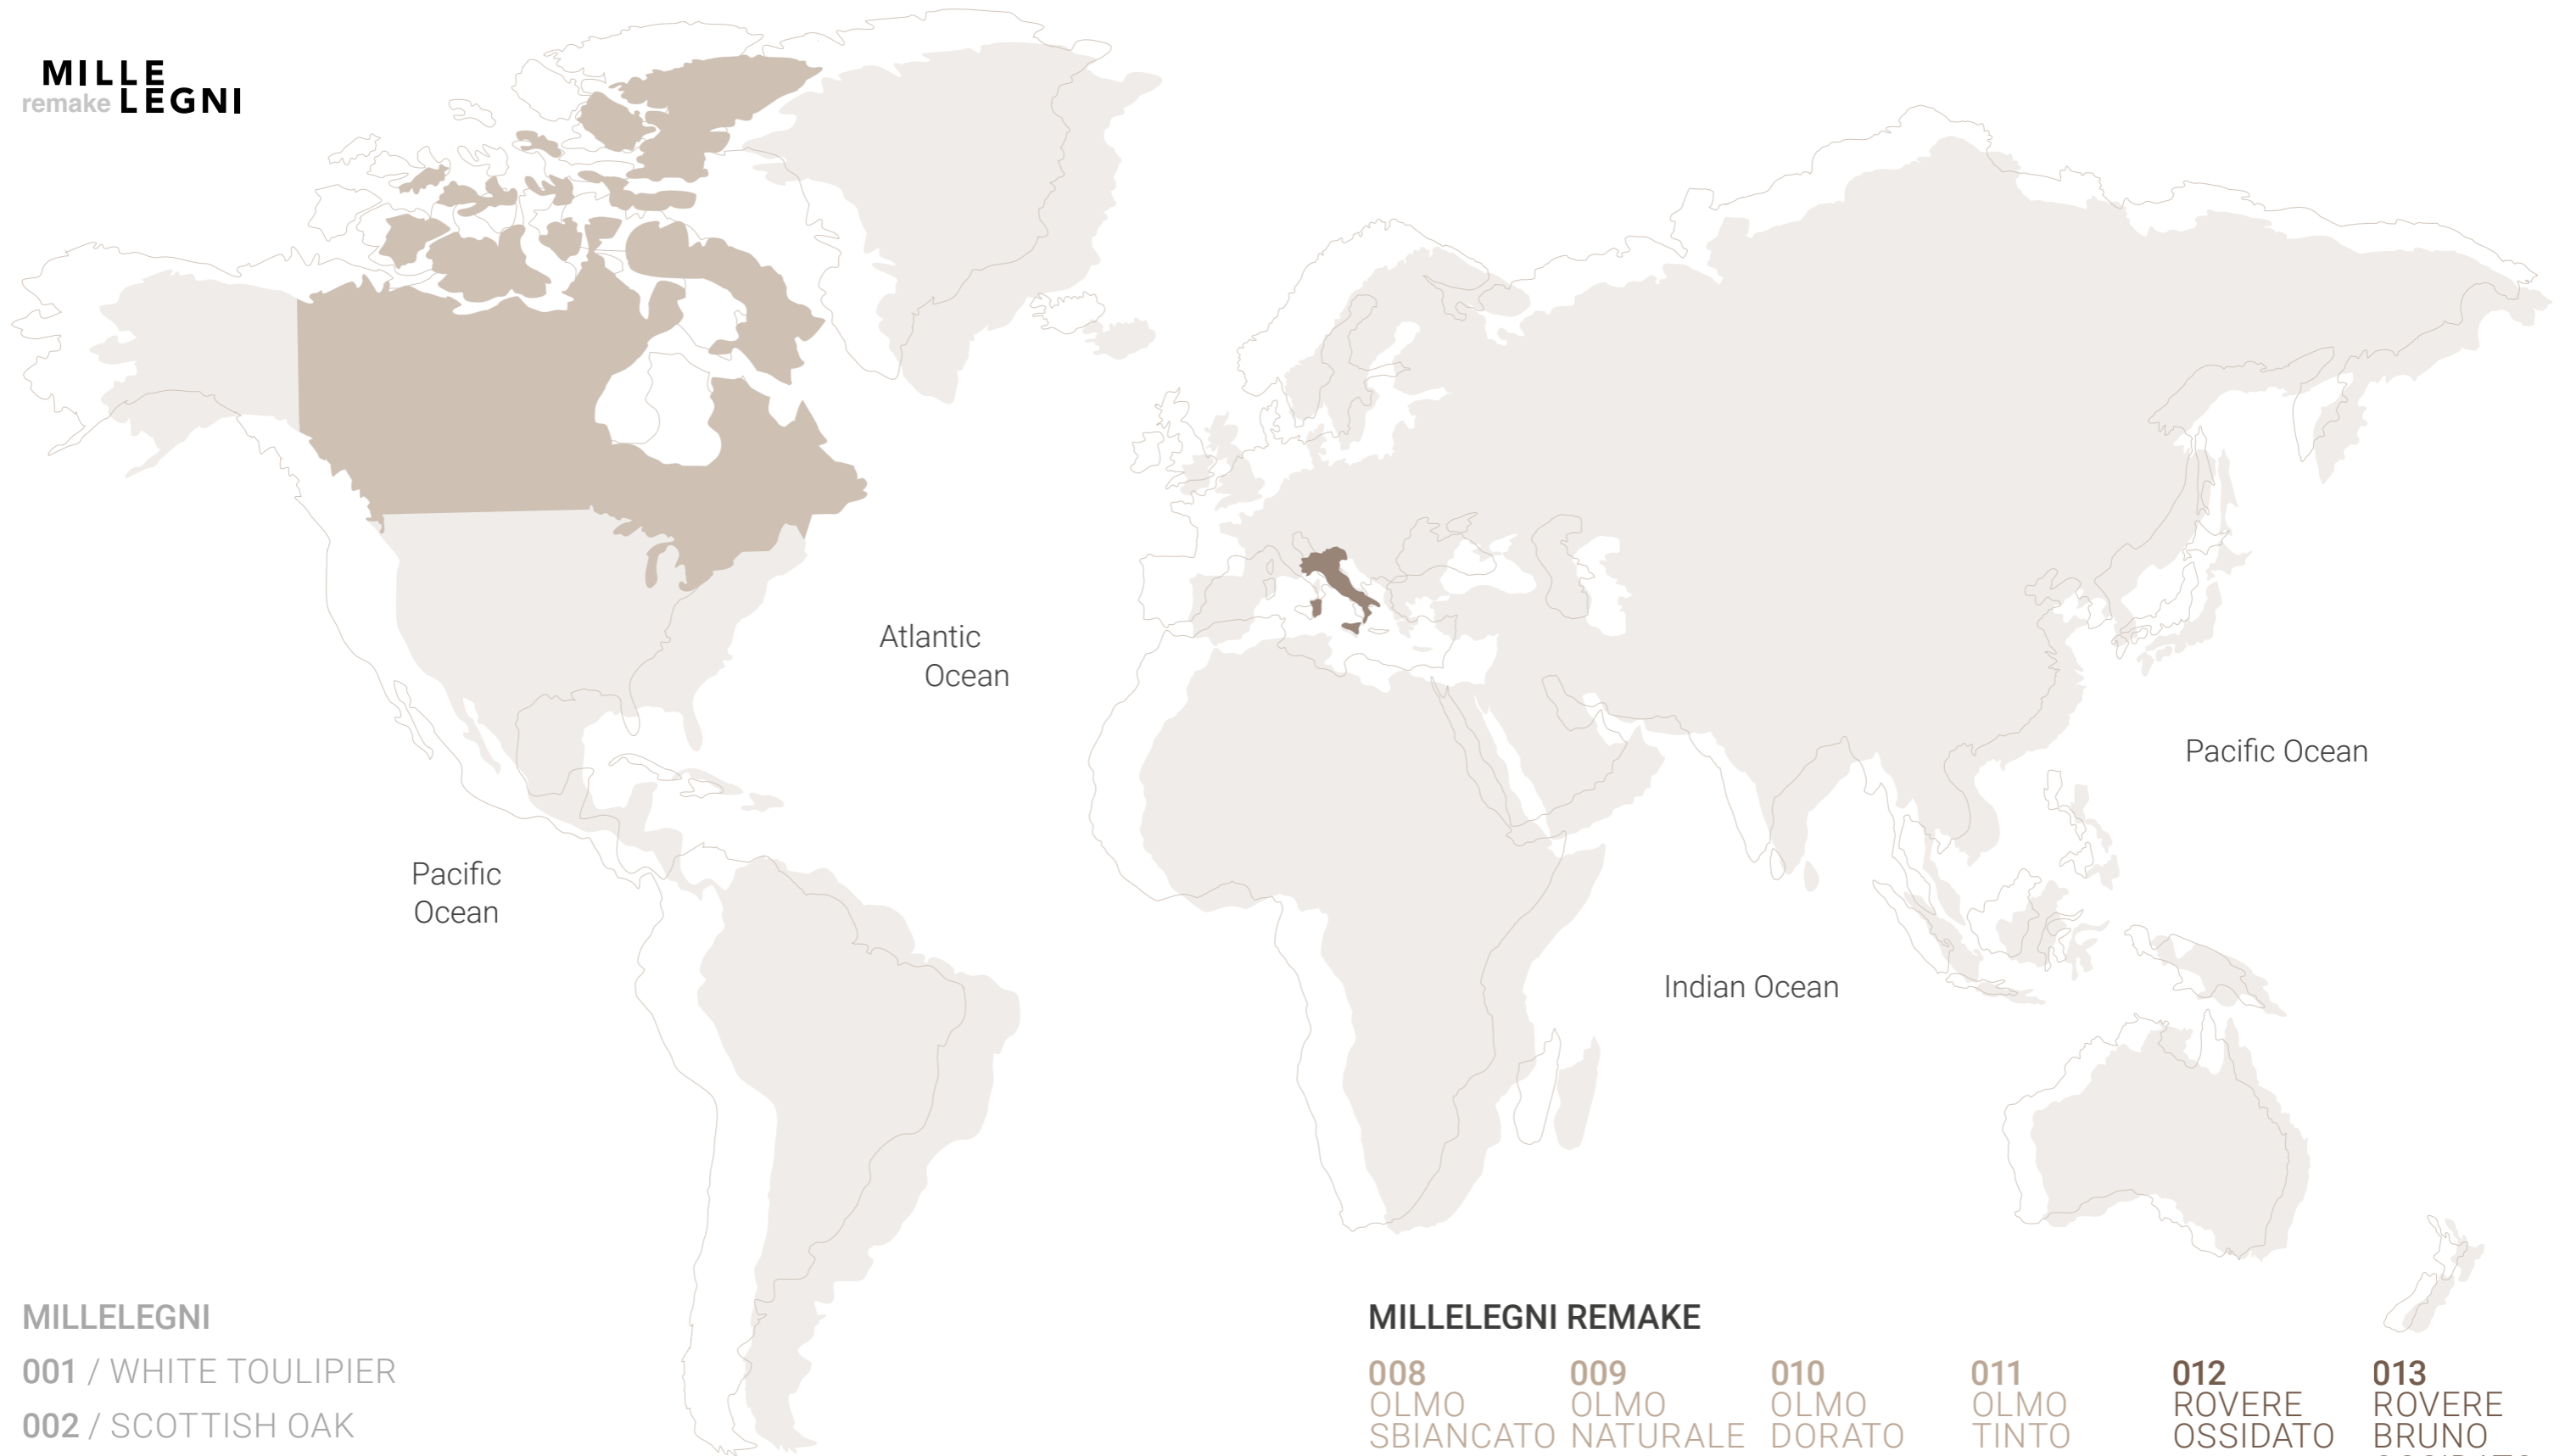 MILLE
remake LEGNI
Atlantic
Ocean
Pacific Ocean
Pacific
Ocean
Indian Ocean
MILLELEGNI
001 / WHITE TOULIPIER
002 / SCOTTISH OAK
MILLELEGNI REMAKE
008
OLMO
SBIANCATO
009
OLMO
NATURALE
010
OLMO
DORATO
011
OLMO
TINTO
012
ROVERE
OSSIDATO
013
ROVERE
BRUNO